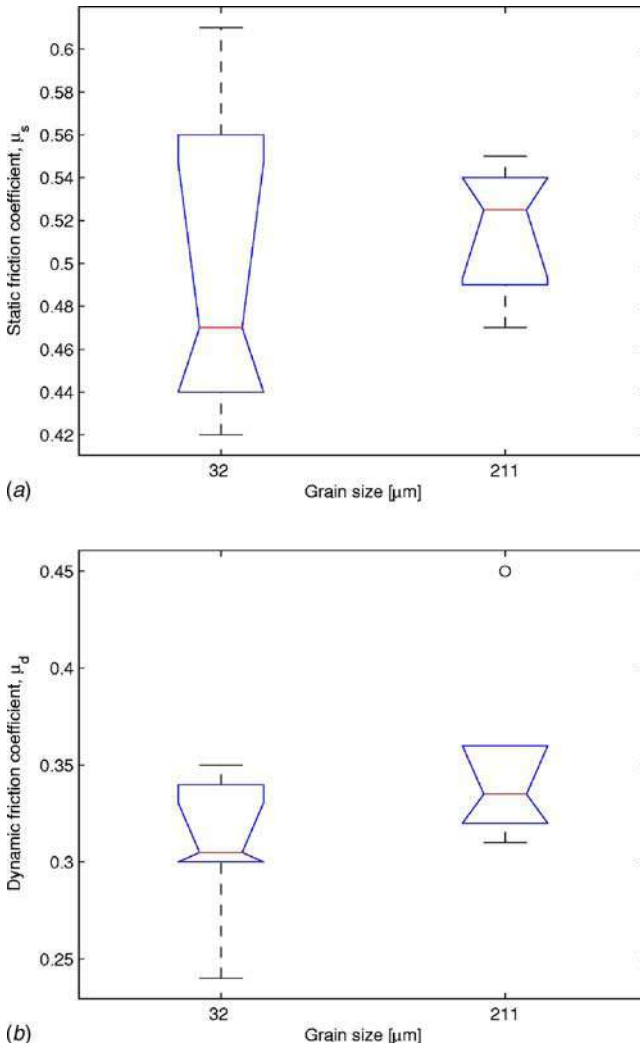 0.6
0.58
0.56
0.54
0.52
0.5
0.48
0.46
0.44
0.42
Static friction coefficient, μs
32 211
Grain size [μm]
(a)
0.45
0.4
0.35
0.3
0.25
Dynamic friction coefficient, μd
32 211
Grain size [μm]
(b)